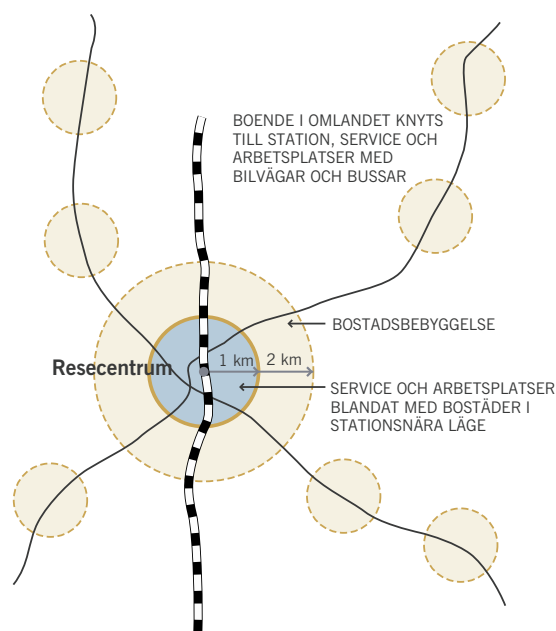 BOENDE I OMLANDET KNYTS
TILL STATION, SERVICE OCH
ARBETSPLATSER MED
BILVÄGAR OCH BUSSAR
BOSTADSBEBYGGELSE
Resecentrum
1 km
2 km
SERVICE OCH ARBETSPLATSER
BLANDAT MED BOSTÄDER I
STATIONSNÄRA LÄGE